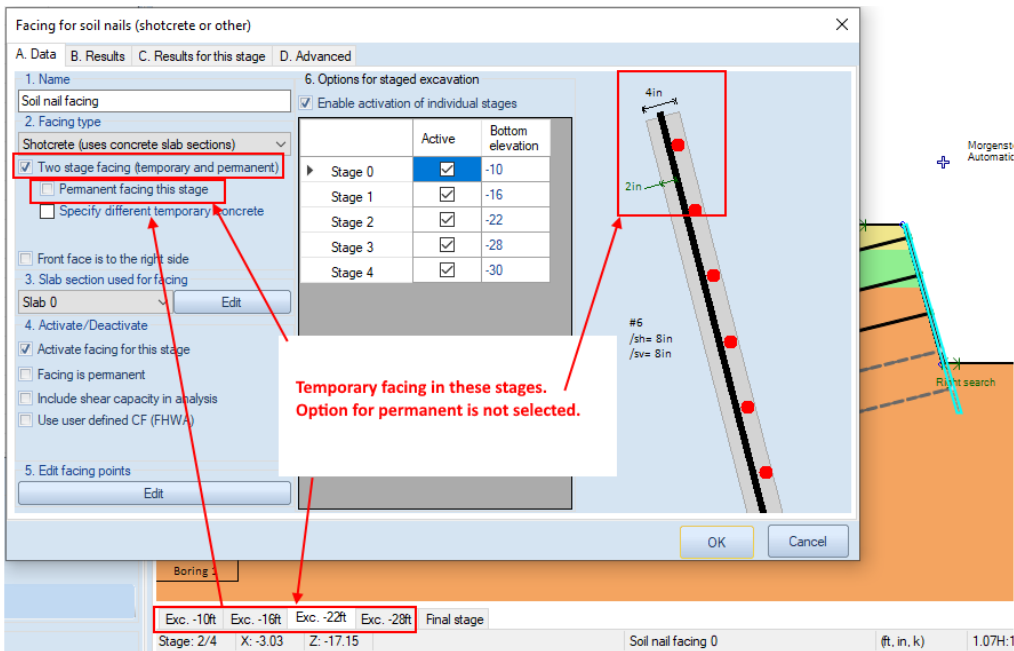 Facing for soil nails (shotcrete or other)
A. Data B. Results C. Results for this stage D. Advanced
1. Name
Soil nail facing
2. Facing type
Shotcrete (uses concrete slab sections)
Two stage facing (temporary and permanent)
Permanent facing this stage
Specify different temporary concrete
Front face is to the right side
3. Slab section used for facing
Slab 0 Edit
4. Activate/Deactivate
Activate facing for this stage
Facing is permanent
Include shear capacity in analysis
Use user defined CF (FHWA)
5. Edit facing points
Edit
6. Options for staged excavation
Enable activation of individual stages
Active Bottom elevation
Stage 0 -10
Stage 1 -16
Stage 2 -22
Stage 3 -28
Stage 4 -30
4in
2in
#6
/sh= 8in
/sv= 8in
Temporary facing in these stages.
Option for permanent is not selected.
OK Cancel
Morgenst
Automatic
Right search
Boring 2
Exc. -10ft Exc. -16ft Exc. -22ft Exc. -28ft Final stage
Stage: 2/4 X: -3.03 Z: -17.15 Soil nail facing 0 (ft, in, k) 1.07H:1